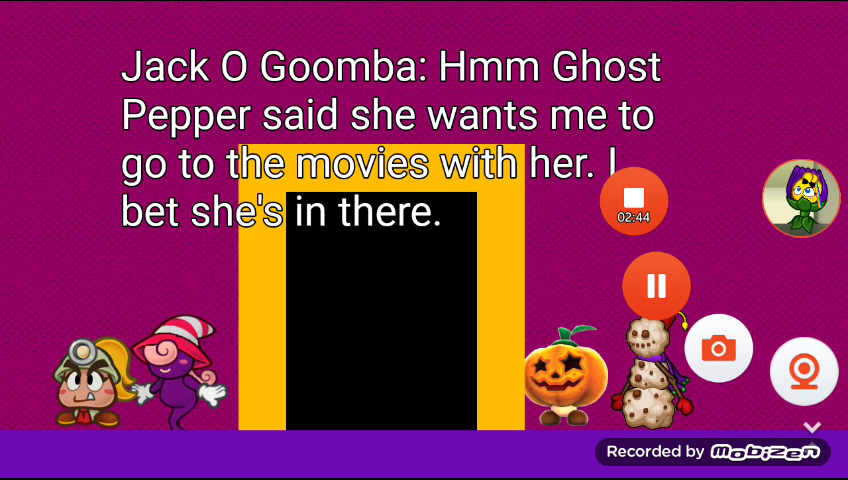 Jack O Goomba: Hmm Ghost
Pepper said she wants me to
go to the movies with her. I
bet she's in there.
02:44
Recorded by mobizen